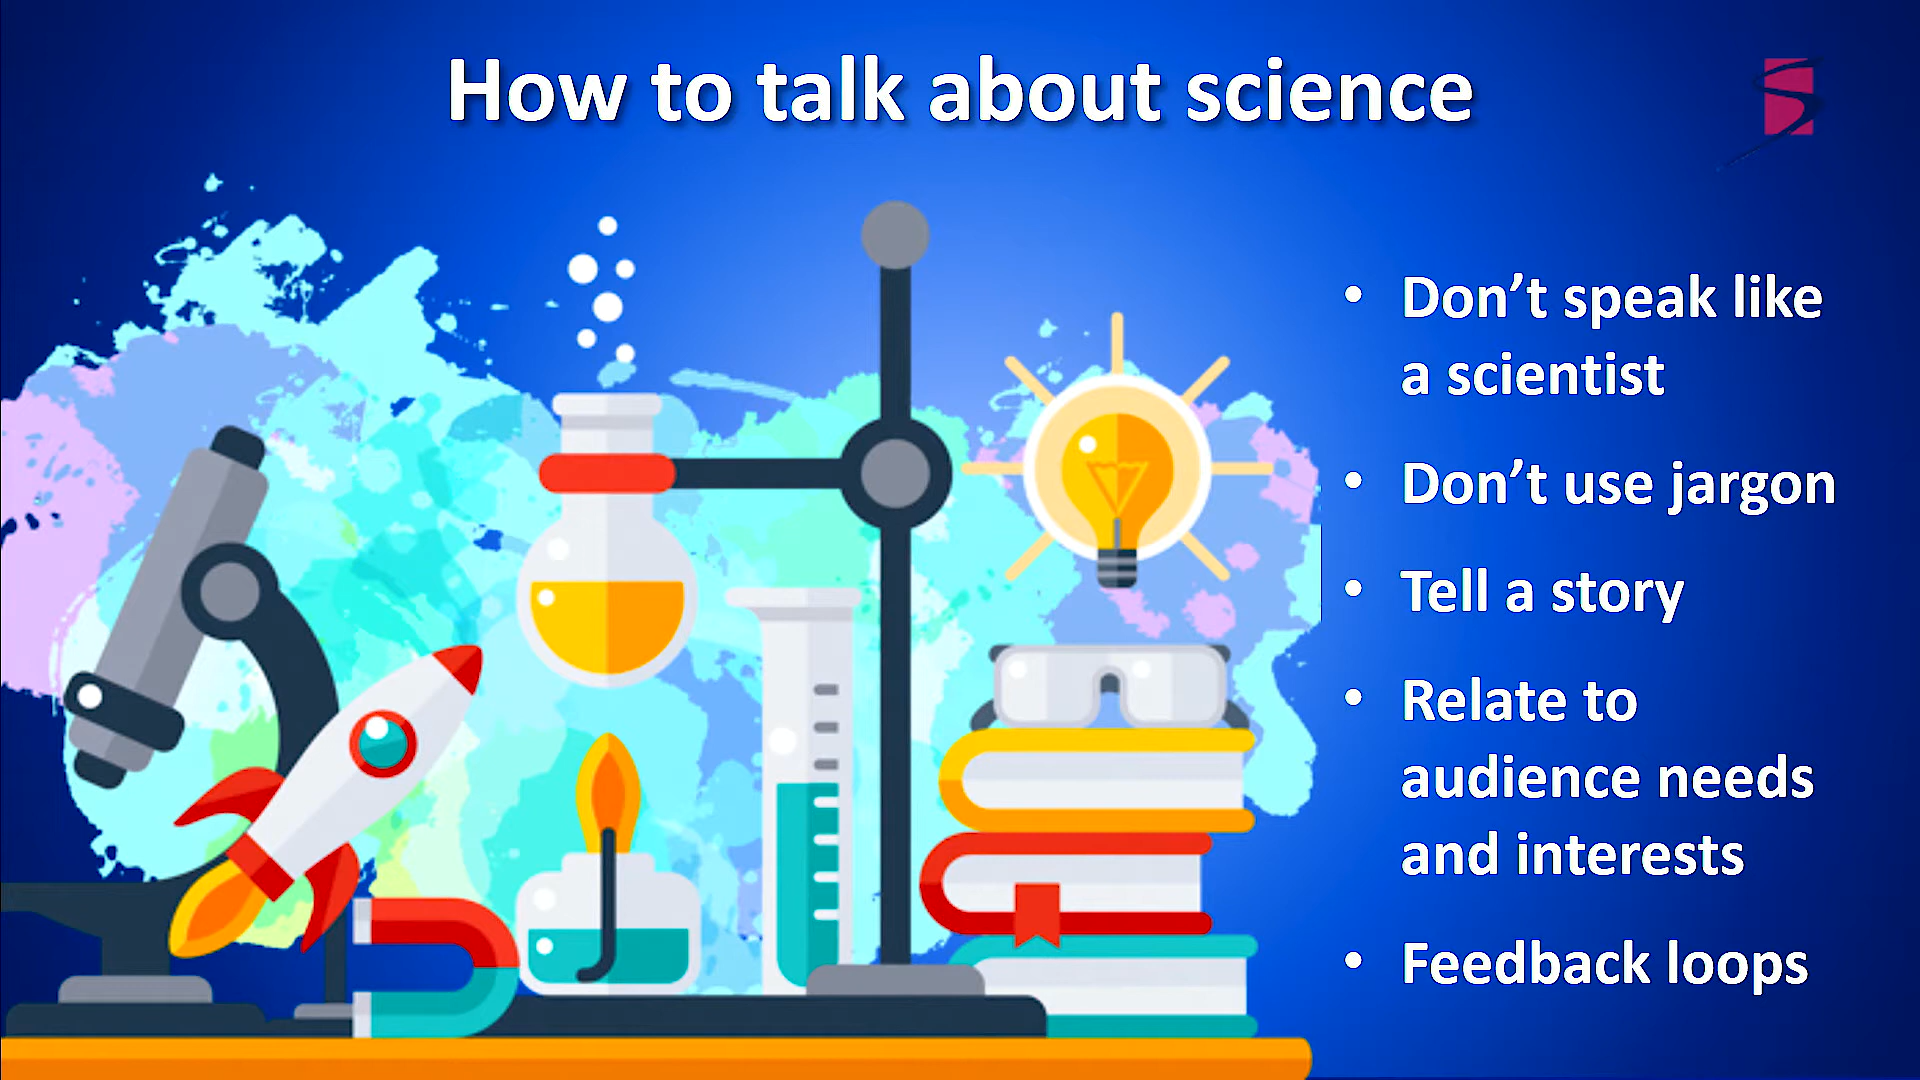 How to talk about science
• Don’t speak like
a scientist
• Don’t use jargon
• Tell a story
• Relate to
audience needs
and interests
• Feedback loops